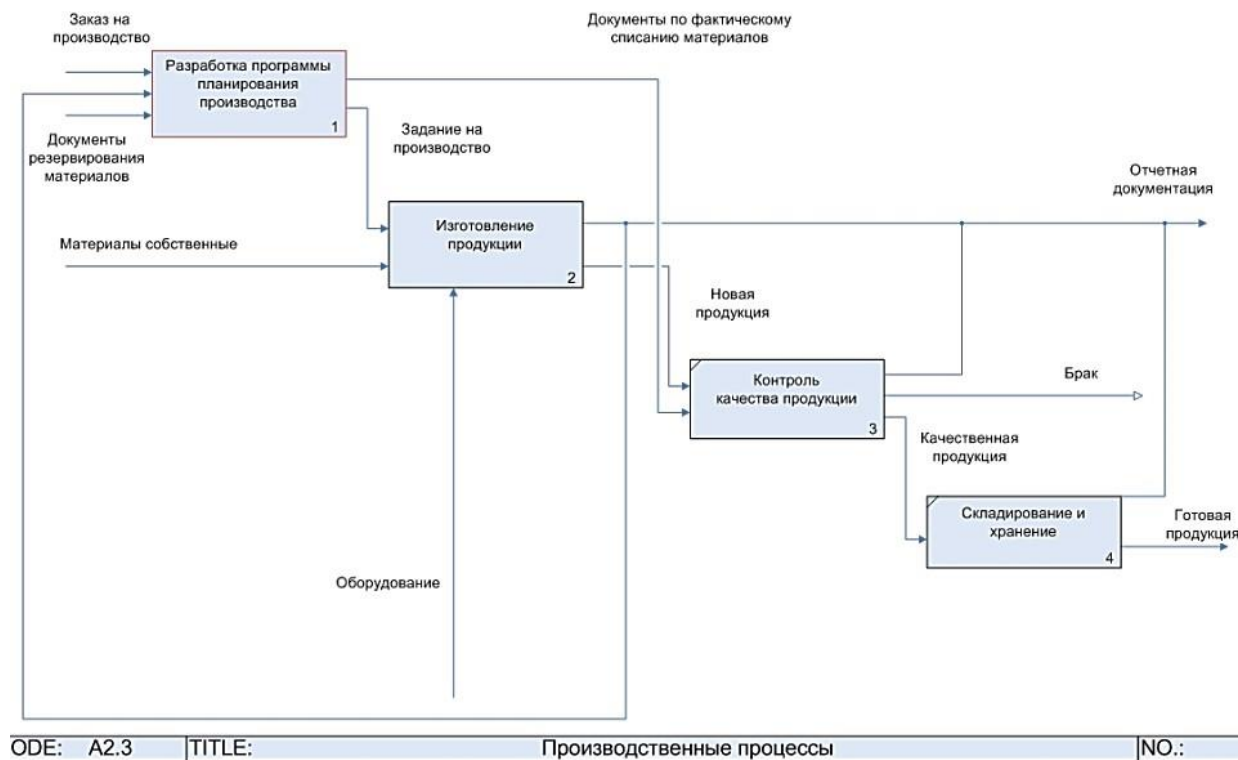 Заказ на
производство
Документы по фактическому
списанию материалов
Разработка программы
планирования
производства
1
Документы
резервирования
материалов
Задание на
производство
Отчетная
документация
Изготовление
продукции
2
Материалы собственные
Новая
продукция
Контроль
качества продукции
3
Брак
Качественная
продукция
Складирование и
хранение
4
Готовая
продукция
Оборудование
ODE: A2.3 TITLE: Производственные процессы NO.: